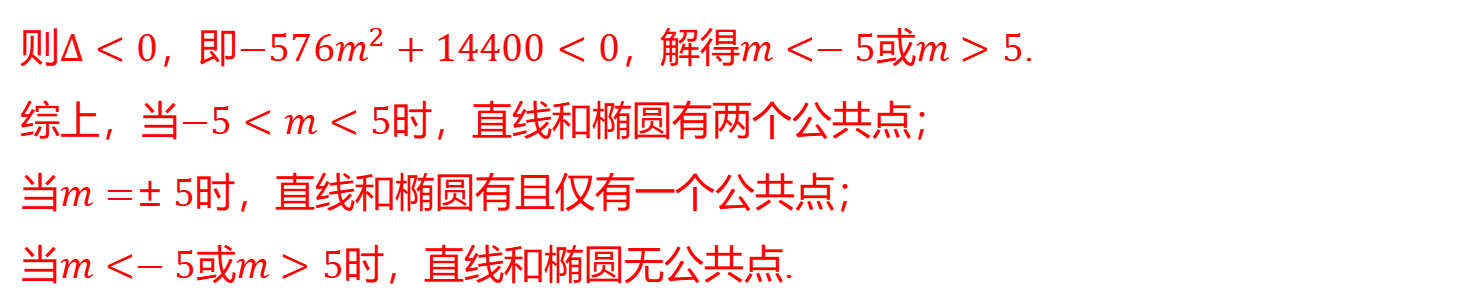 则Δ < 0，即−576m² + 14400 < 0，解得m <− 5或m > 5.
综上，当−5 < m < 5时，直线和椭圆有两个公共点；
当m =± 5时，直线和椭圆有且仅有一个公共点；
当m <− 5或m > 5时，直线和椭圆无公共点.